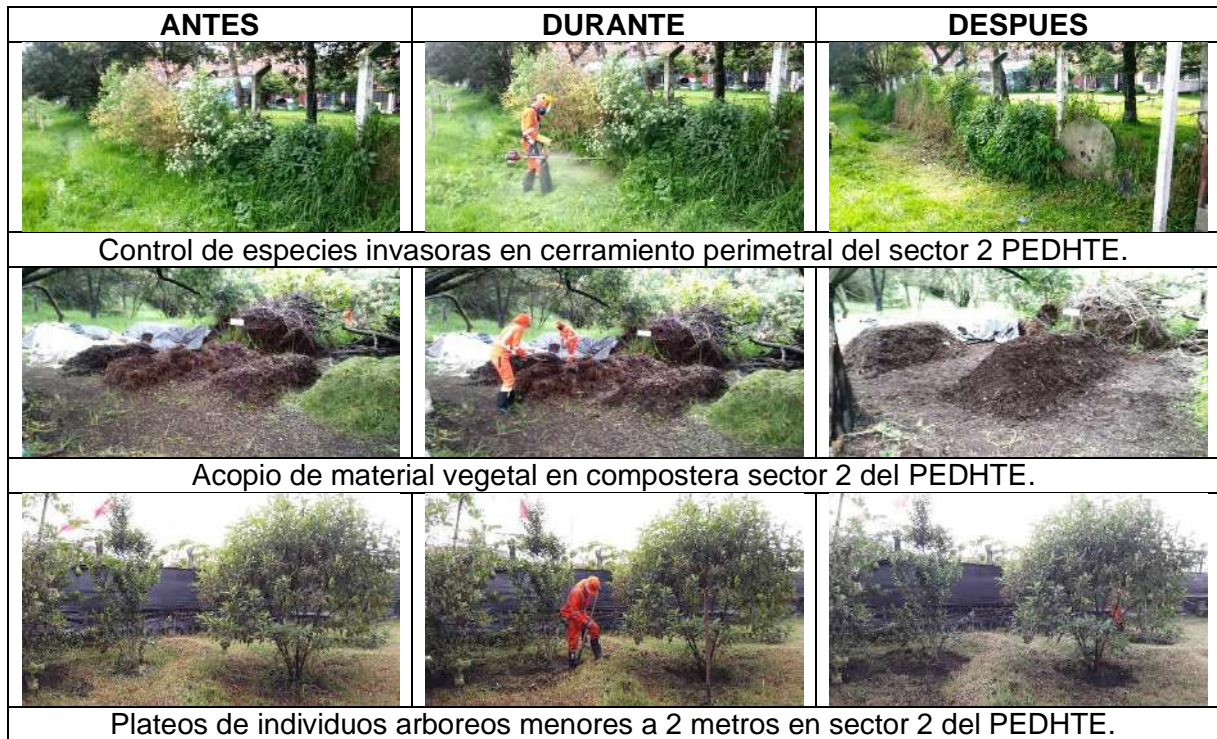 ANTES DURANTE DESPUES
Control de especies invasoras en cerramiento perimetral del sector 2 PEDHTE.
Acopio de material vegetal en compostera sector 2 del PEDHTE.
Plateos de individuos arboreos menores a 2 metros en sector 2 del PEDHTE.